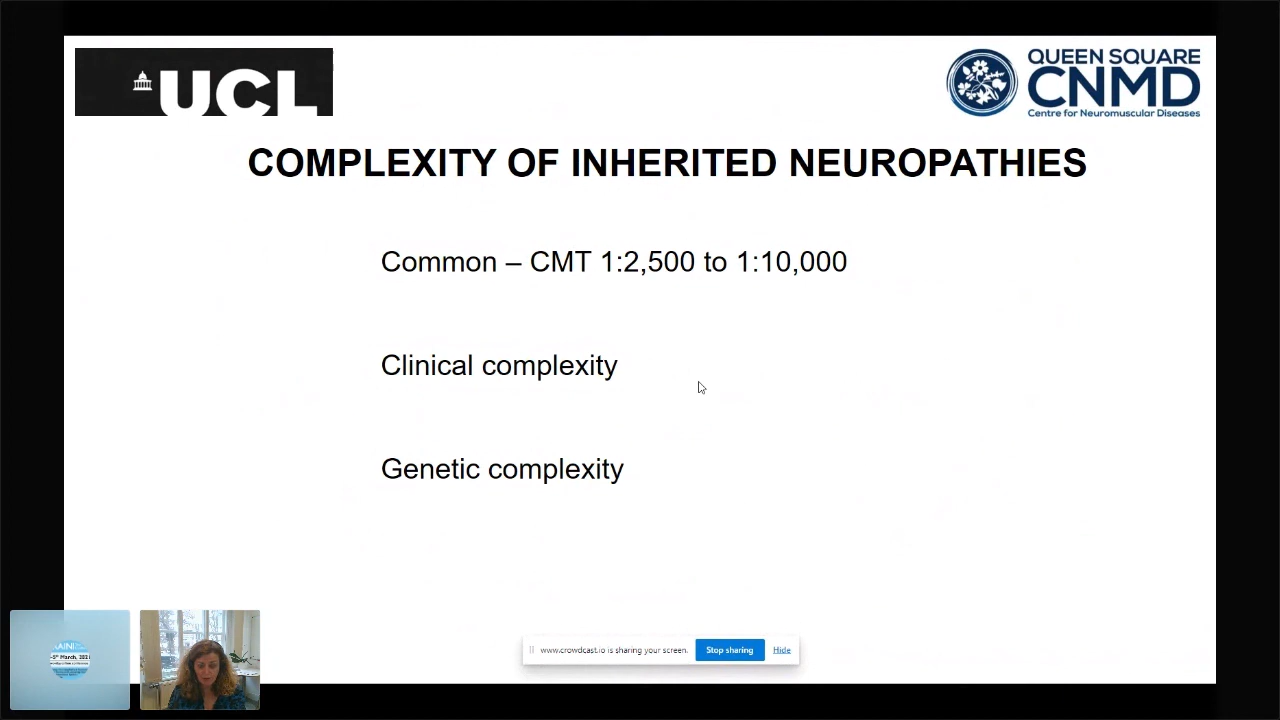 UCL
QUEEN SQUARE
CNMD
Centre for Neuromuscular Diseases
COMPLEXITY OF INHERITED NEUROPATHIES
Common – CMT 1:2,500 to 1:10,000
Clinical complexity
Genetic complexity
www.crowdcast.io is sharing your screen.
Stop sharing
Hide
March,